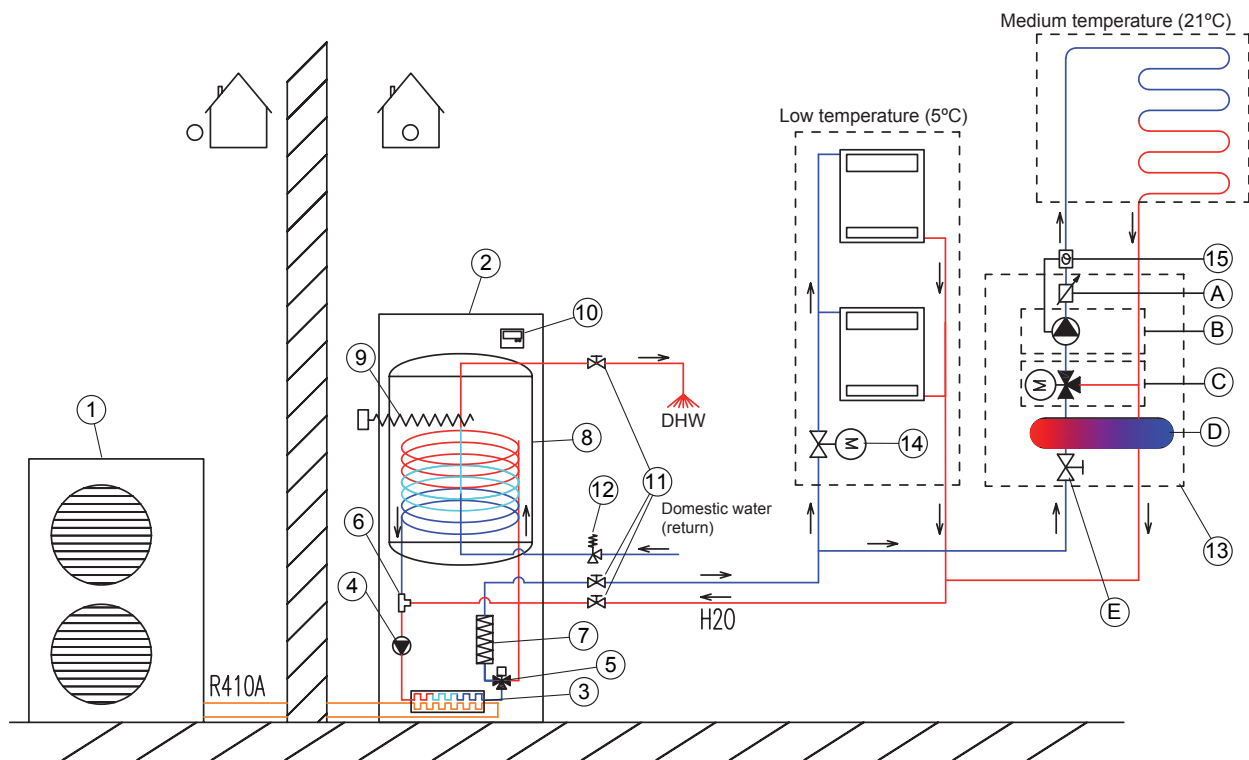 Medium temperature (21ºC)
Low temperature (5ºC)
15
A
B
C
D
2
10
9
1
DHW
8
M
M
14
12
11
Domestic water
(return)
6
13
4
E
H20
7
5
R410A
3